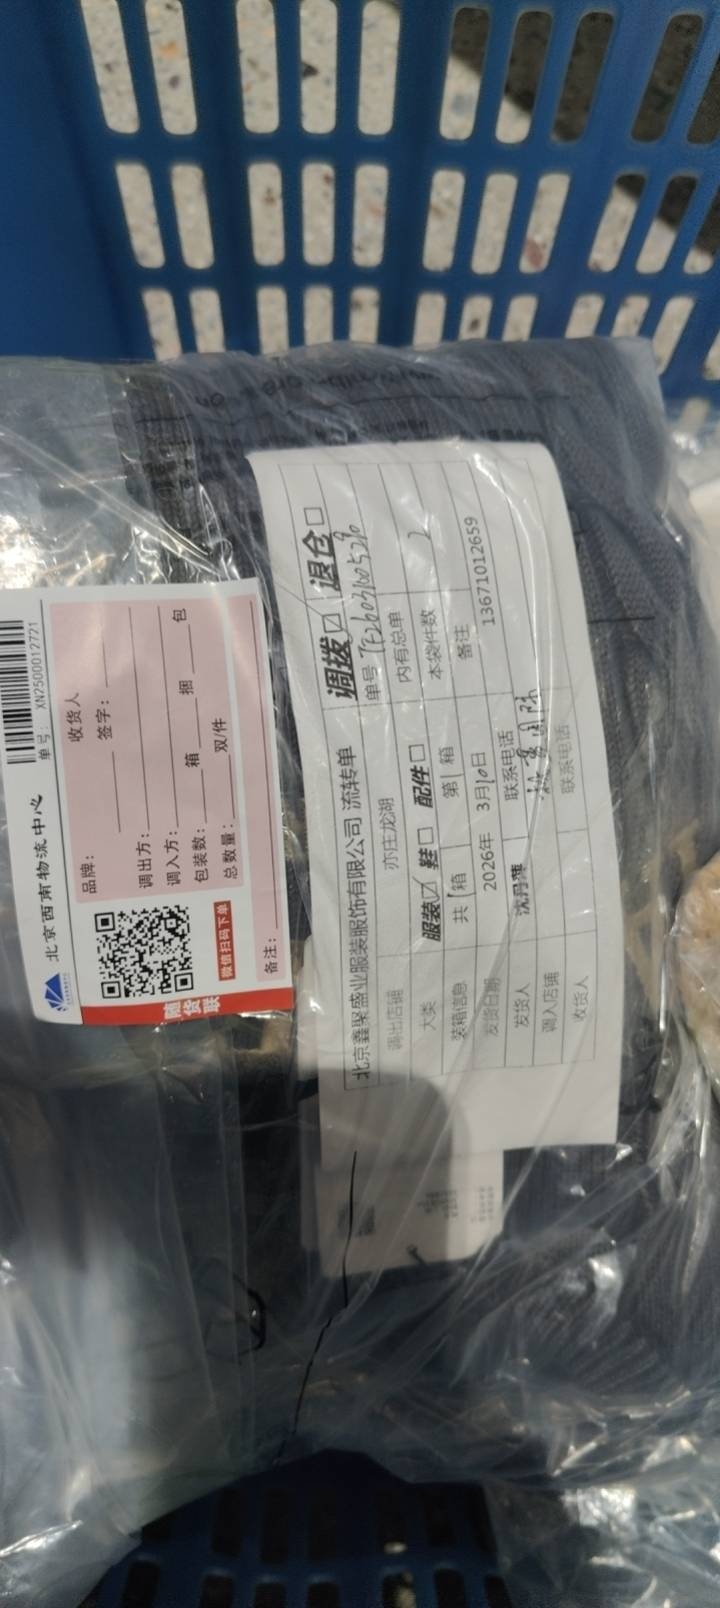 北京西南物流中心
单号: XN2500012721
品牌:
收货人
签字:
调出方:
调入方:
包装数: 箱 捆 包
总数量: 双/件
备注:
微信扫码下单
随货联
北京鑫聚盛业服装服饰有限公司 流转单 调拨☑ 退仓□
调出店铺 亦庄龙湖 单号
大类 服装☑ 鞋□ 配件□ 内有总单
装箱信息 共1箱 第1箱 本袋件数 2
发货日期 2026年 3月10日 备注
发货人 沈丹萍 联系电话 13671012659
调入店铺
收货人 联系电话